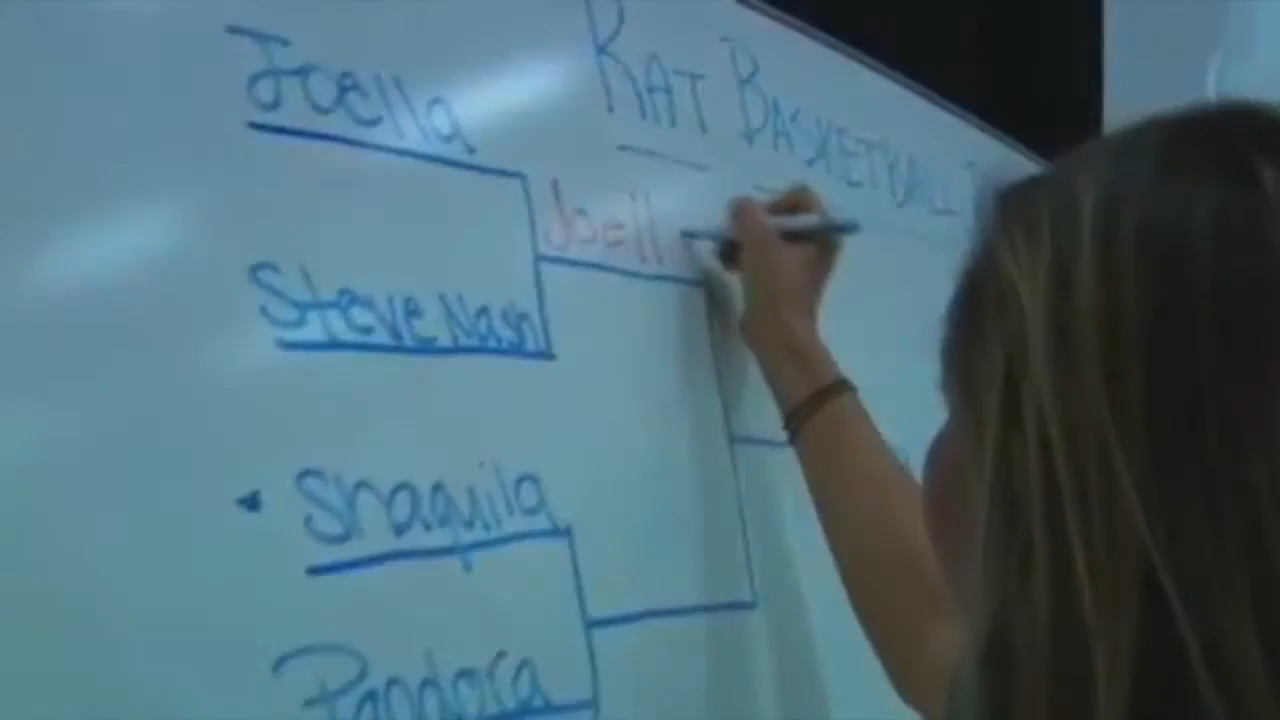 RAT BASKETBALL
Joella
Joell
Steve Nash
Shaquila
Pandora